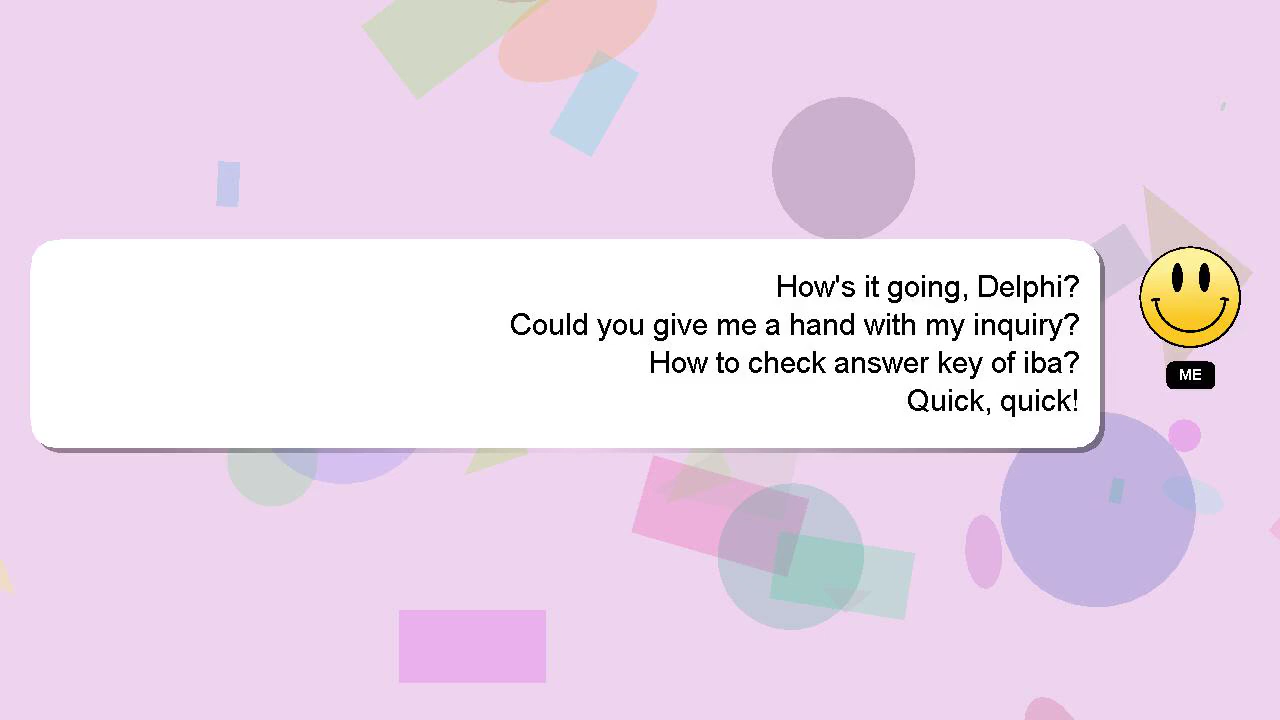 How's it going, Delphi?
Could you give me a hand with my inquiry?
How to check answer key of iba?
Quick, quick!
ME